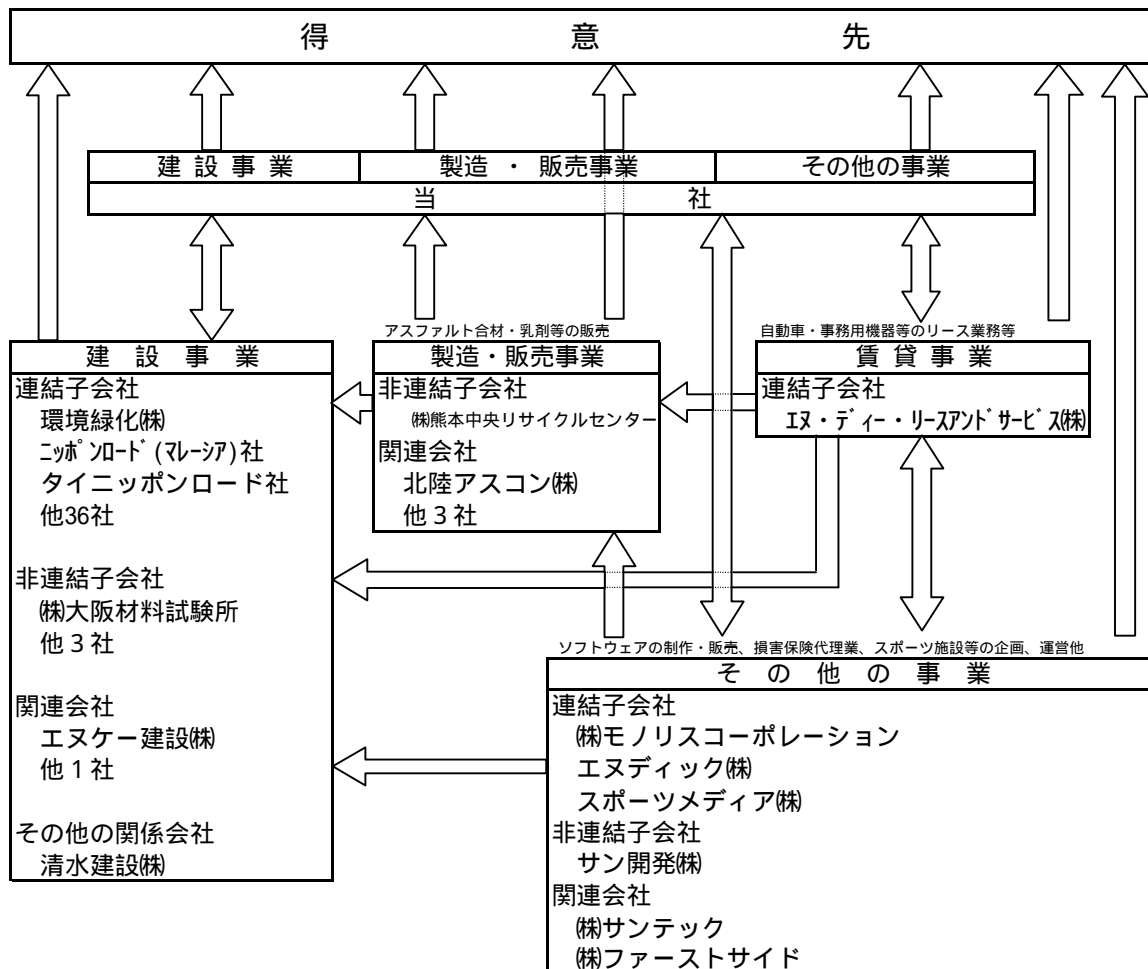 得意先
建設事業
製造・販売事業
その他の事業
当社
アスファルト合材・乳剤等の販売
自動車・事務用機器等のリース業務等
建設事業
連結子会社
環境緑化㈱
ニッポンロード(マレーシア)社
タイニッポンロード社
他36社
非連結子会社
㈱大阪材料試験所
他3社
関連会社
エヌケー建設㈱
他1社
その他の関係会社
清水建設㈱
製造・販売事業
非連結子会社
㈱熊本中央リサイクルセンター
関連会社
北陸アスコン㈱
他3社
賃貸事業
連結子会社
エヌ・ディー・リースアンドサービス㈱
ソフトウェアの制作・販売、損害保険代理業、スポーツ施設等の企画、運営他
その他の事業
連結子会社
㈱モノリスコーポレーション
エヌディック㈱
スポーツメディア㈱
非連結子会社
サン開発㈱
関連会社
㈱サンテック
㈱ファーストサイド